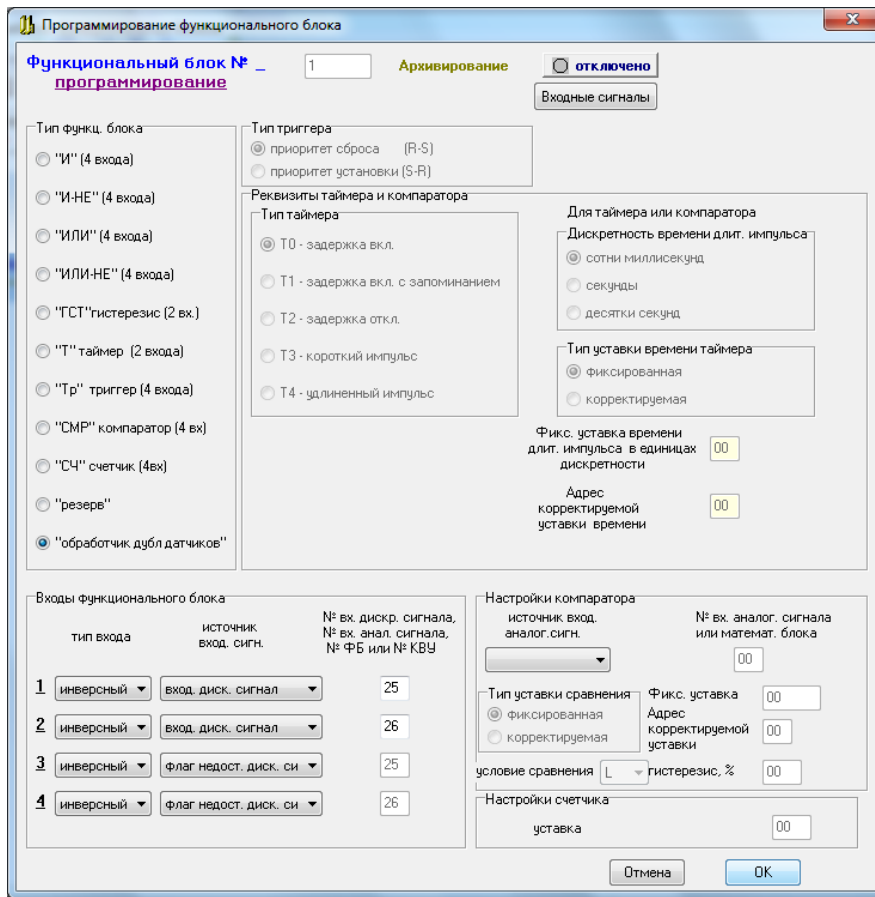 Программирование функционального блока
Функциональный блок № _ 1 Архивирование отключено
программирование
Входные сигналы
Тип функц. блока
"И" (4 входа)
"И-НЕ" (4 входа)
"ИЛИ" (4 входа)
"ИЛИ-НЕ" (4 входа)
"ГСТ"гистерезис (2 вх.)
"Т" таймер (2 входа)
"Тр" триггер (4 входа)
"СМР" компаратор (4 вх)
"СЧ" счетчик (4вх)
"резерв"
"обработчик дубл датчиков"
Тип триггера
приоритет сброса (R-S)
приоритет установки (S-R)
Реквизиты таймера и компаратора
Тип таймера
Т0 - задержка вкл.
Т1 - задержка вкл. с запоминанием
Т2 - задержка откл.
Т3 - короткий импульс
Т4 - удлиненный импульс
Для таймера или компаратора
Дискретность времени длит. импульса
сотни миллисекунд
секунды
десятки секунд
Тип уставки времени таймера
фиксированная
корректируемая
Фикс. уставка времени
длит. импульса в единицах
дискретности
00
Адрес
корректируемой
уставки времени
00
Входы функционального блока
тип входа
источник
вход. сигн.
№ вх. дискр. сигнала,
№ вх. анал. сигнала,
№ ФБ или № КВУ
1 инверсный вход. диск. сигнал 25
2 инверсный вход. диск. сигнал 26
3 инверсный флаг недост. диск. си 25
4 инверсный флаг недост. диск. си 26
Настройки компаратора
источник вход.
аналог.сигн.
№ вх. аналог. сигнала
или математ. блока
00
Тип уставки сравнения
фиксированная
корректируемая
Фикс. уставка 00
Адрес
корректируемой
уставки
00
условие сравнения L гистерезис, % 00
Настройки счетчика
уставка 00
Отмена OK